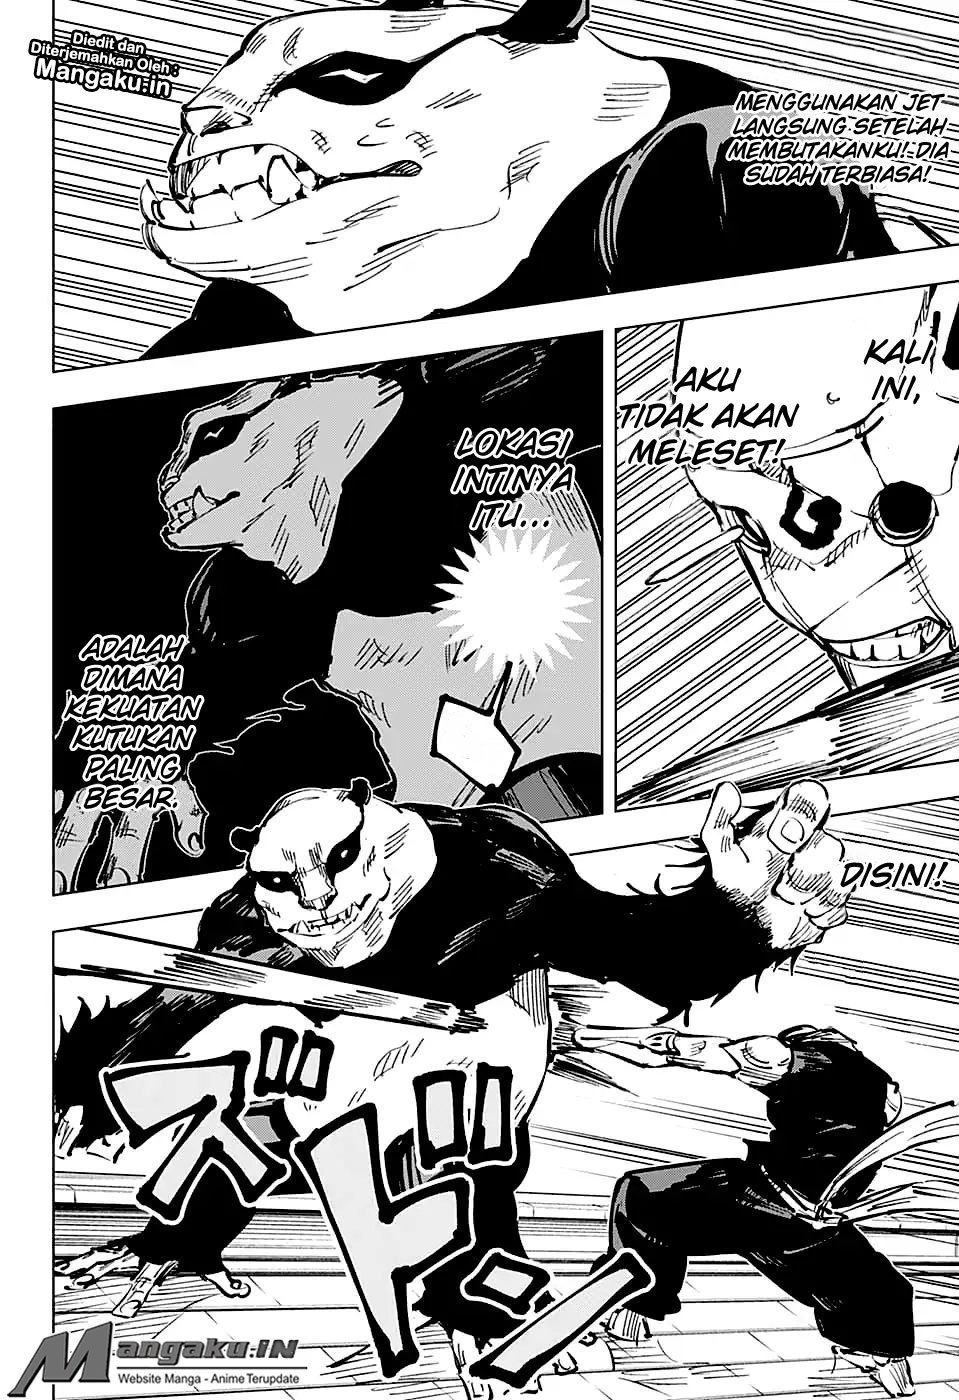 Diedit dan
Diterjemahkan Oleh :
Mangaku.in
MENGGUNAKAN JET
LANGSUNG SETELAH
MEMBUTAKANKU! DIA
SUDAH TERBIASA!
KALI
INI,
AKU
TIDAK AKAN
MELESET!
LOKASI
INTINYA
ITU...
ADALAH
DIMANA
KEKUATAN
KUTUKAN
PALING
BESAR.
DISINI!
ズドン
Mangaku.IN
Website Manga - Anime Terupdate